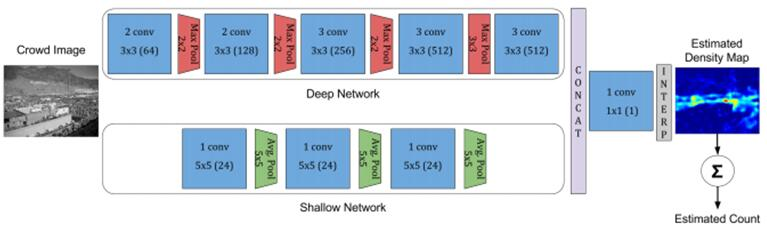 Crowd Image
2 conv
3x3 (64)
Max Pool
2x2
2 conv
3x3 (128)
Max Pool
2x2
3 conv
3x3 (256)
Max Pool
2x2
3 conv
3x3 (512)
Max Pool
3x3
3 conv
3x3 (512)
Deep Network
1 conv
5x5 (24)
Avg. Pool
5x5
1 conv
5x5 (24)
Avg. Pool
5x5
1 conv
5x5 (24)
Avg. Pool
5x5
Shallow Network
CONCAT
1 conv
1x1 (1)
INTERP
Estimated
Density Map
Σ
Estimated Count